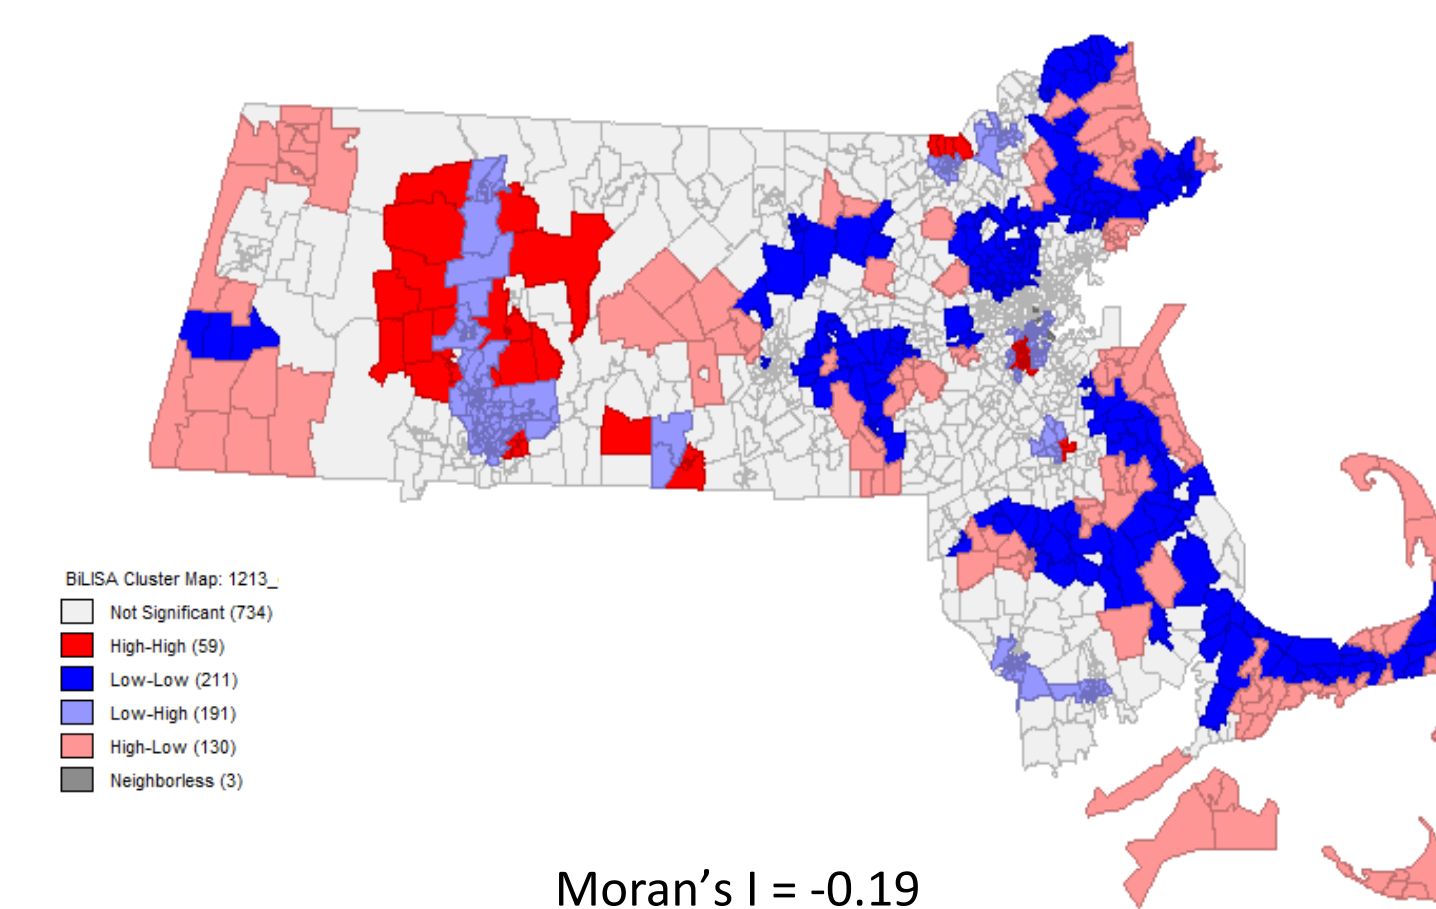 BiLISA Cluster Map: 1213_
Not Significant (734)
High-High (59)
Low-Low (211)
Low-High (191)
High-Low (130)
Neighborless (3)
Moran’s I = -0.19